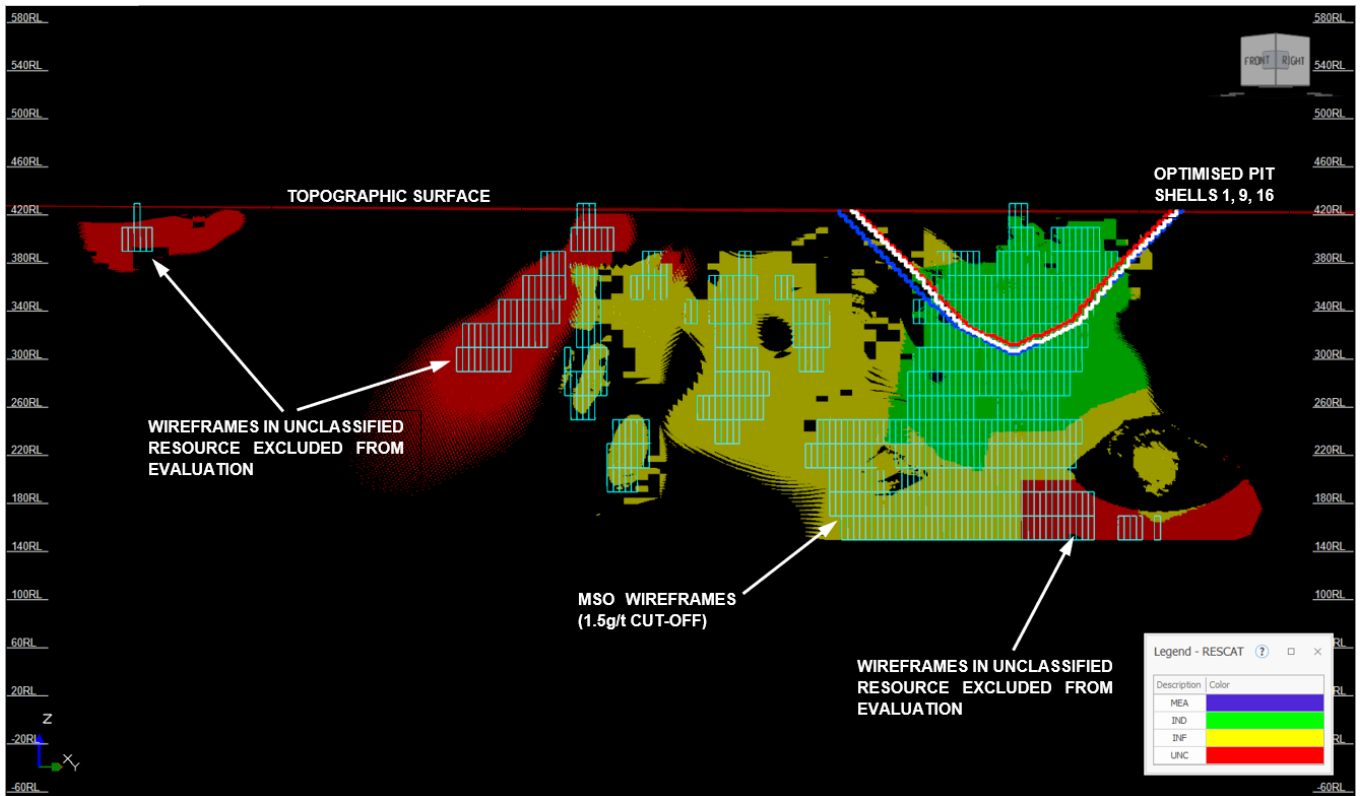 580RL 580RL
540RL 540RL
FRONT RIGHT
500RL 500RL
460RL 460RL
OPTIMISED PIT
SHELLS 1, 9, 16
TOPOGRAPHIC SURFACE
420RL 420RL
380RL 380RL
340RL 340RL
300RL 300RL
260RL 260RL
WIREFRAMES IN UNCLASSIFIED
RESOURCE EXCLUDED FROM
EVALUATION
220RL 220RL
180RL 180RL
140RL 140RL
MSO WIREFRAMES
(1.5g/t CUT-OFF)
100RL 100RL
60RL RL
WIREFRAMES IN UNCLASSIFIED
RESOURCE EXCLUDED FROM
EVALUATION
Legend - RESCAT ?
Description Color
MEA
IND
INF
UNC
20RL RL
Z
-20RL RL
X
Y
-60RL -60RL